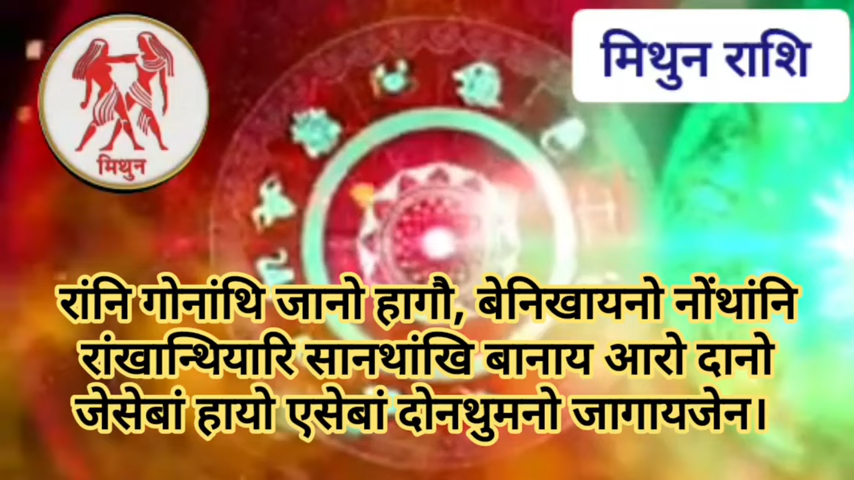 मिथुन राशि
मिथुन
रांनि गोनांथि जानो हागौ, बेनिखायनो नोंथांनि
रांखान्थियारि सानथांखि बानाय आरो दानो
जेसेबां हायो एसेबां दोनथुमनो जागायजेन।